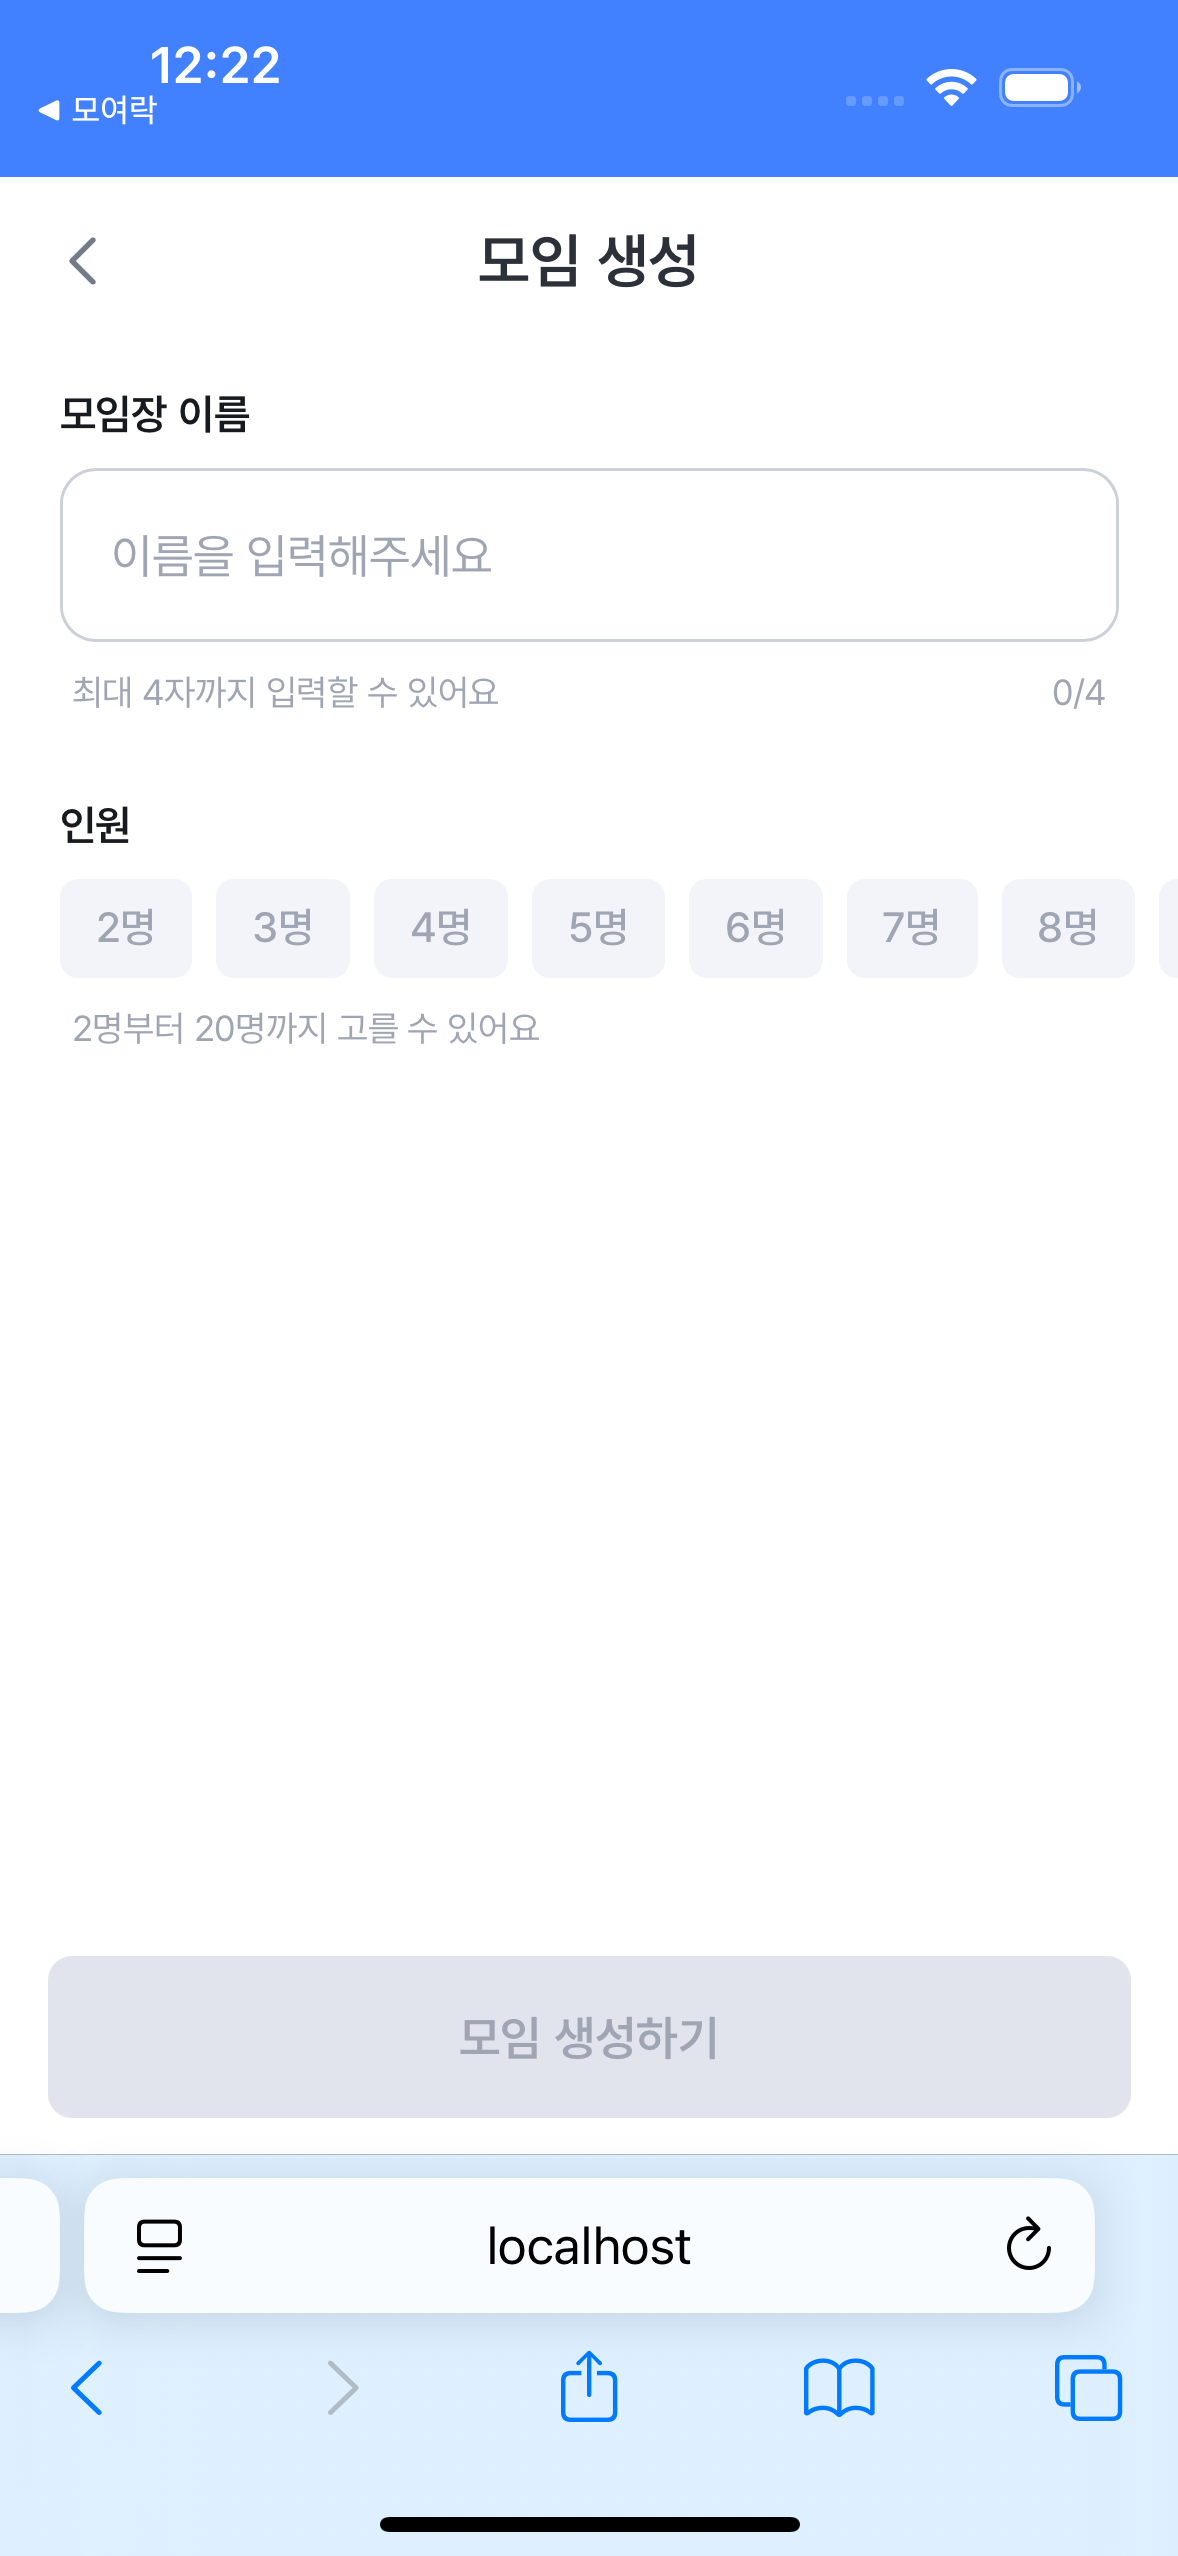 12:22
모여락
모임 생성
모임장 이름
이름을 입력해주세요
최대 4자까지 입력할 수 있어요 0/4
인원
2명 3명 4명 5명 6명 7명 8명
2명부터 20명까지 고를 수 있어요
모임 생성하기
localhost